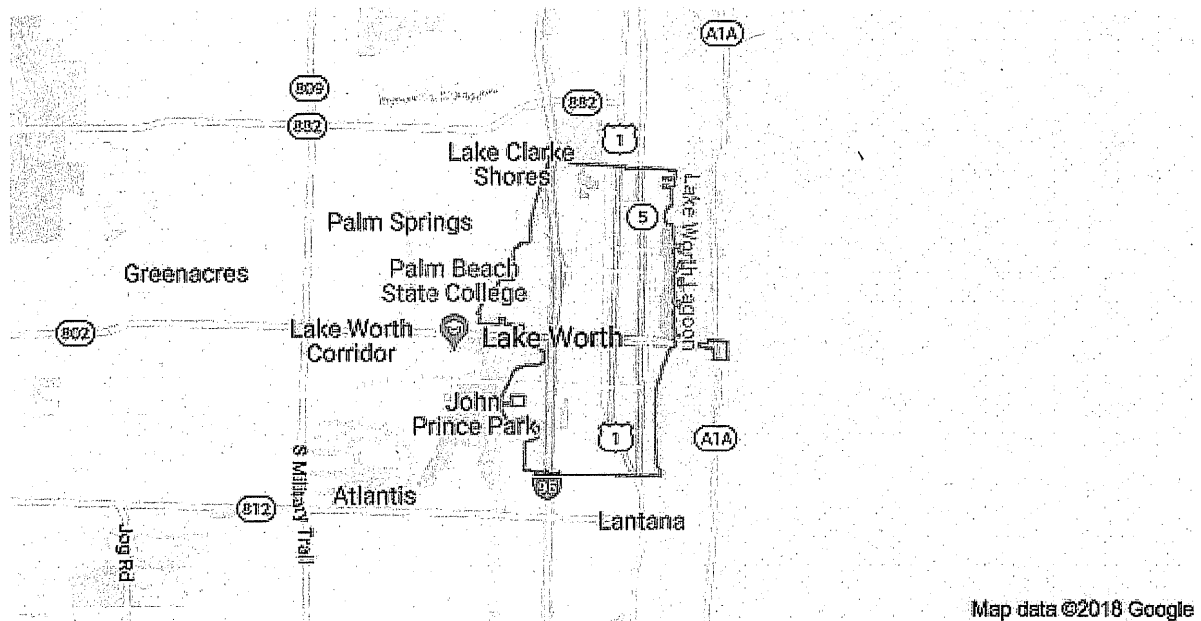 A1A
809
882
882
1
Lake Clarke
Shores
5
Palm Springs
Lake Worth Lagoon
Greenacres
Palm Beach
State College
802
Lake Worth
Corridor
Lake Worth
John
Prince Park
1
A1A
S Military Trail
95
Atlantis
812
Lantana
Jog Rd
Map data ©2018 Google